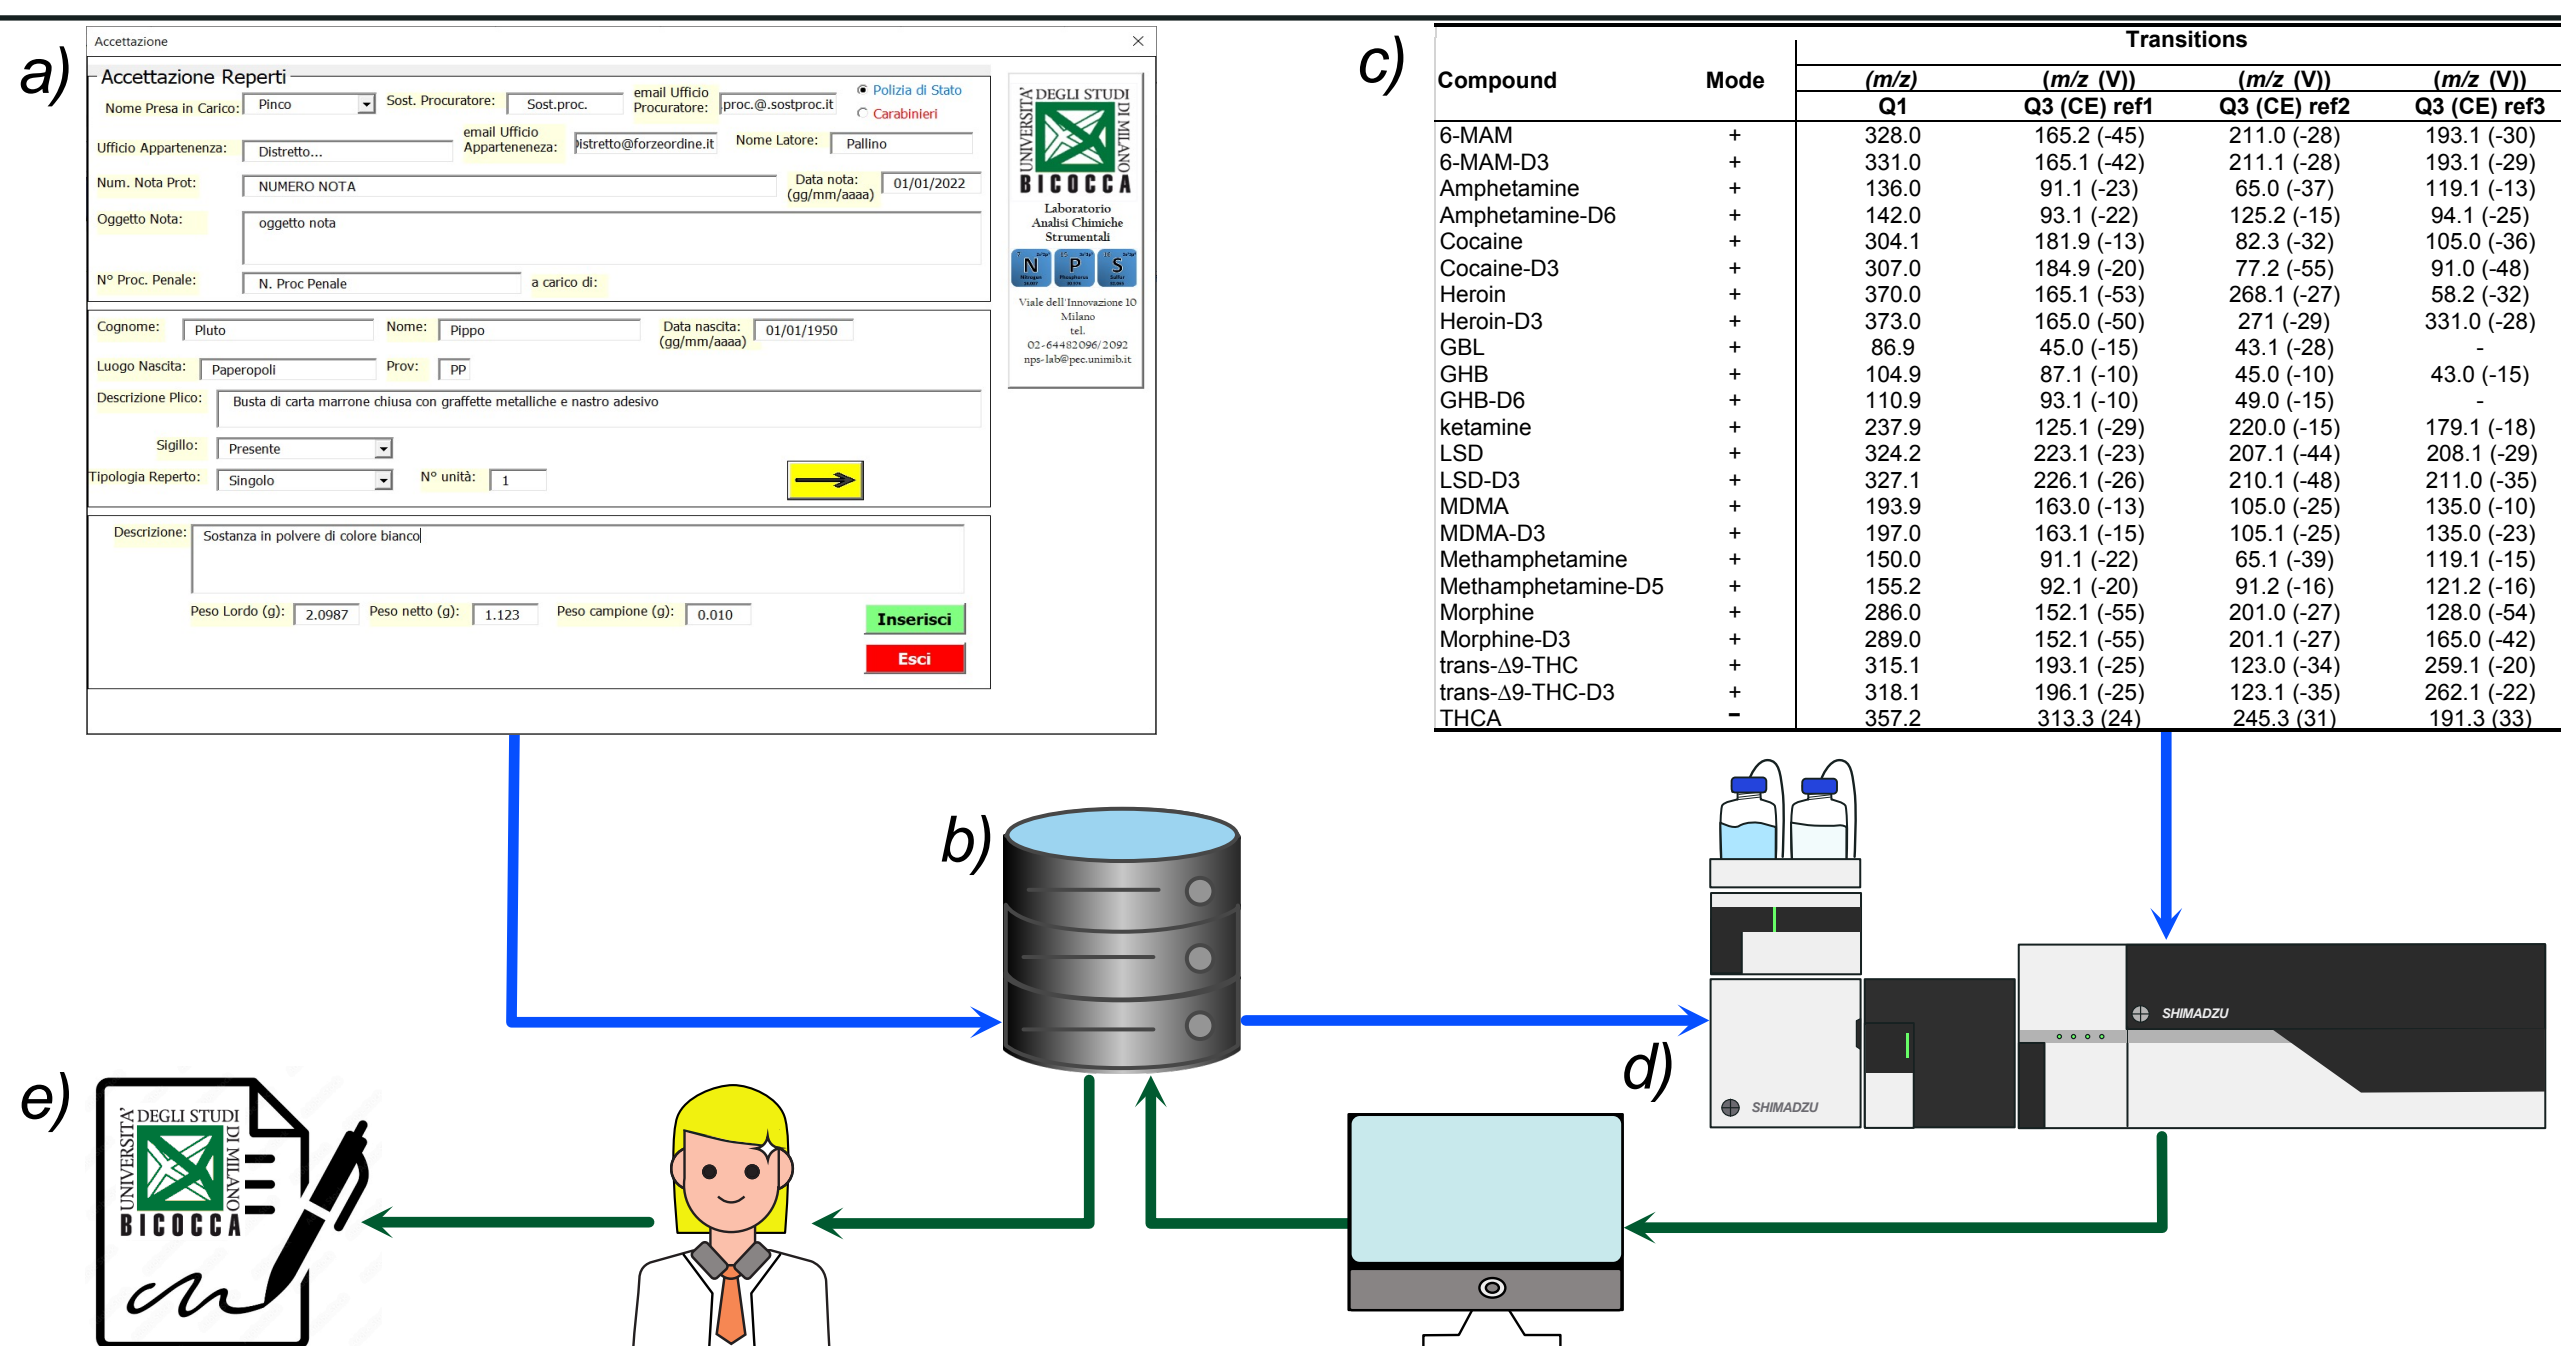 a)
Accettazione
Accettazione Reperti
Nome Presa in Carico: Pinco Sost. Procuratore: Sost.proc. email Ufficio Procuratore: proc.@.sostproc.it Polizia di Stato
Carabinieri
Ufficio Appartenenza: Distretto... email Ufficio Apparteneneza: istretto@forzeordine.it Nome Latore: Pallino
Num. Nota Prot: NUMERO NOTA Data nota: (gg/mm/aaaa) 01/01/2022
Oggetto Nota: oggetto nota
N° Proc. Penale: N. Proc Penale a carico di:
Cognome: Pluto Nome: Pippo Data nascita: (gg/mm/aaaa) 01/01/1950
Luogo Nascita: Paperopoli Prov: PP
Descrizione Plico: Busta di carta marrone chiusa con graffette metalliche e nastro adesivo
Sigillo: Presente
Tipologia Reperto: Singolo N° unità: 1
Descrizione: Sostanza in polvere di colore bianco
Peso Lordo (g): 2.0987 Peso netto (g): 1.123 Peso campione (g): 0.010
Inserisci
Esci
UNIVERSITA' DEGLI STUDI DI MILANO
BICOCCA
Laboratorio
Analisi Chimiche
Strumentali
N P S
Viale dell'Innovazione 10
Milano
tel.
02-64482096/2092
nps-lab@pec.unimib.it
c)
Transitions
Compound Mode (m/z) (m/z (V)) (m/z (V)) (m/z (V))
Q1 Q3 (CE) ref1 Q3 (CE) ref2 Q3 (CE) ref3
6-MAM + 328.0 165.2 (-45) 211.0 (-28) 193.1 (-30)
6-MAM-D3 + 331.0 165.1 (-42) 211.1 (-28) 193.1 (-29)
Amphetamine + 136.0 91.1 (-23) 65.0 (-37) 119.1 (-13)
Amphetamine-D6 + 142.0 93.1 (-22) 125.2 (-15) 94.1 (-25)
Cocaine + 304.1 181.9 (-13) 82.3 (-32) 105.0 (-36)
Cocaine-D3 + 307.0 184.9 (-20) 77.2 (-55) 91.0 (-48)
Heroin + 370.0 165.1 (-53) 268.1 (-27) 58.2 (-32)
Heroin-D3 + 373.0 165.0 (-50) 271 (-29) 331.0 (-28)
GBL + 86.9 45.0 (-15) 43.1 (-28) -
GHB + 104.9 87.1 (-10) 45.0 (-10) 43.0 (-15)
GHB-D6 + 110.9 93.1 (-10) 49.0 (-15) -
ketamine + 237.9 125.1 (-29) 220.0 (-15) 179.1 (-18)
LSD + 324.2 223.1 (-23) 207.1 (-44) 208.1 (-29)
LSD-D3 + 327.1 226.1 (-26) 210.1 (-48) 211.0 (-35)
MDMA + 193.9 163.0 (-13) 105.0 (-25) 135.0 (-10)
MDMA-D3 + 197.0 163.1 (-15) 105.1 (-25) 135.0 (-23)
Methamphetamine + 150.0 91.1 (-22) 65.1 (-39) 119.1 (-15)
Methamphetamine-D5 + 155.2 92.1 (-20) 91.2 (-16) 121.2 (-16)
Morphine + 286.0 152.1 (-55) 201.0 (-27) 128.0 (-54)
Morphine-D3 + 289.0 152.1 (-55) 201.1 (-27) 165.0 (-42)
trans-Δ9-THC + 315.1 193.1 (-25) 123.0 (-34) 259.1 (-20)
trans-Δ9-THC-D3 + 318.1 196.1 (-25) 123.1 (-35) 262.1 (-22)
THCA - 357.2 313.3 (24) 245.3 (31) 191.3 (33)
b)
SHIMADZU
d)
SHIMADZU
e)
UNIVERSITA' DEGLI STUDI DI MILANO
BICOCCA